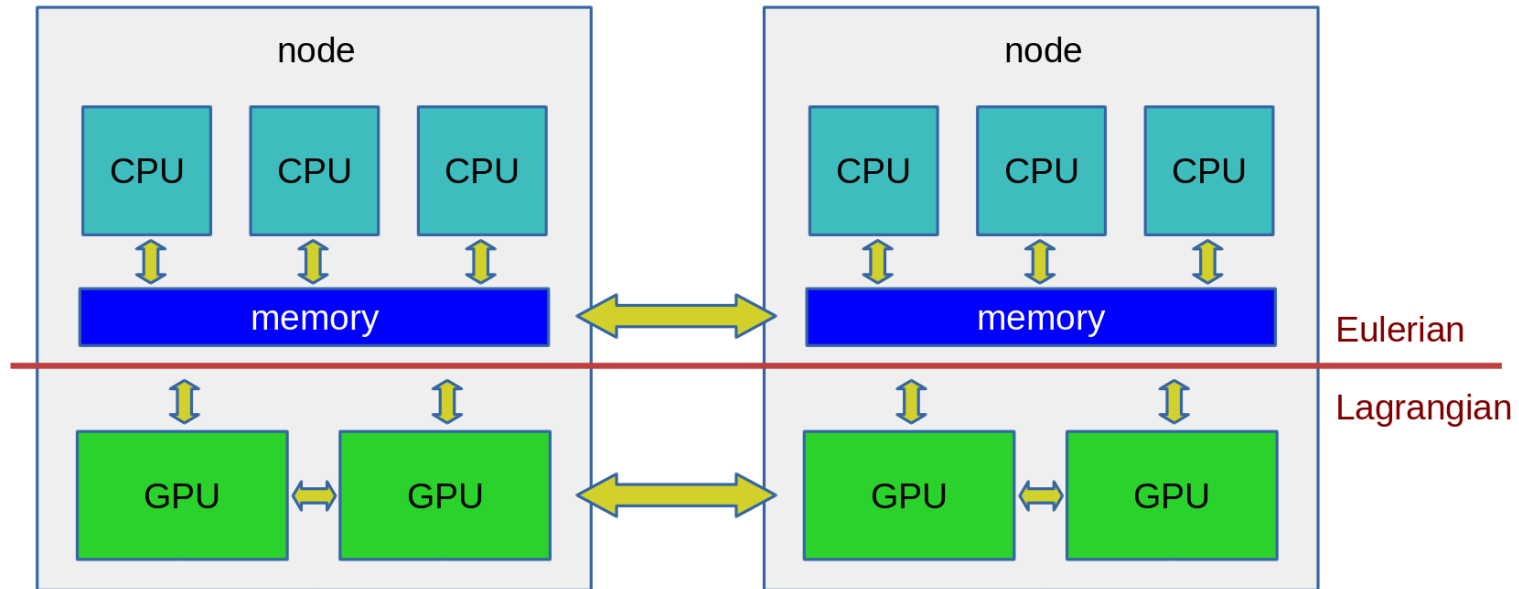 node
node
CPU
CPU
CPU
CPU
CPU
CPU
memory
memory
Eulerian
Lagrangian
GPU
GPU
GPU
GPU